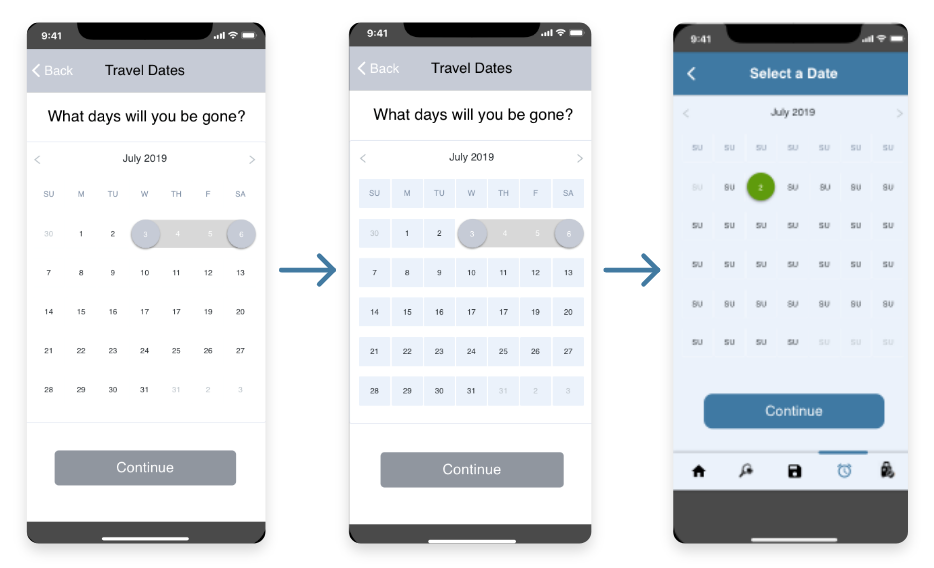 9:41
Back Travel Dates
What days will you be gone?
July 2019
SU M TU W TH F SA
30 1 2 3 4 5 6
7 8 9 10 11 12 13
14 15 16 17 17 19 20
21 22 23 24 25 26 27
28 29 30 31 31 2 3
Continue
9:41
Back Travel Dates
What days will you be gone?
July 2019
SU M TU W TH F SA
30 1 2 3 4 5 6
7 8 9 10 11 12 13
14 15 16 17 17 19 20
21 22 23 24 25 26 27
28 29 30 31 31 2 3
Continue
9:41
Select a Date
July 2019
SU SU SU SU SU SU SU
SU SU 2 SU SU SU SU
SU SU SU SU SU SU SU
SU SU SU SU SU SU SU
SU SU SU SU SU SU SU
SU SU SU SU SU SU SU
Continue